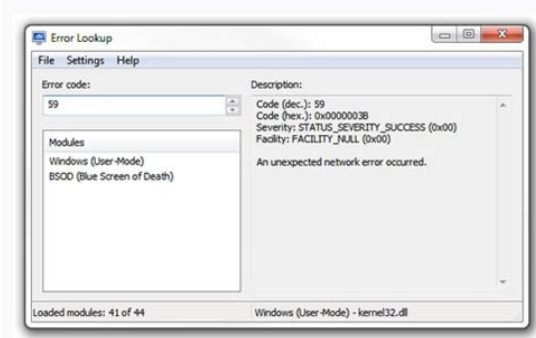 Error Lookup
File Settings Help
Error code:
59
Modules
Windows (User-Mode)
BSOD (Blue Screen of Death)
Description:
Code (dec.): 59
Code (hex.): 0x0000003B
Severity: STATUS_SEVERITY_SUCCESS (0x00)
Facility: FACILITY_NULL (0x00)
An unexpected network error occurred.
Loaded modules: 41 of 44
Windows (User-Mode) - kernel32.dll